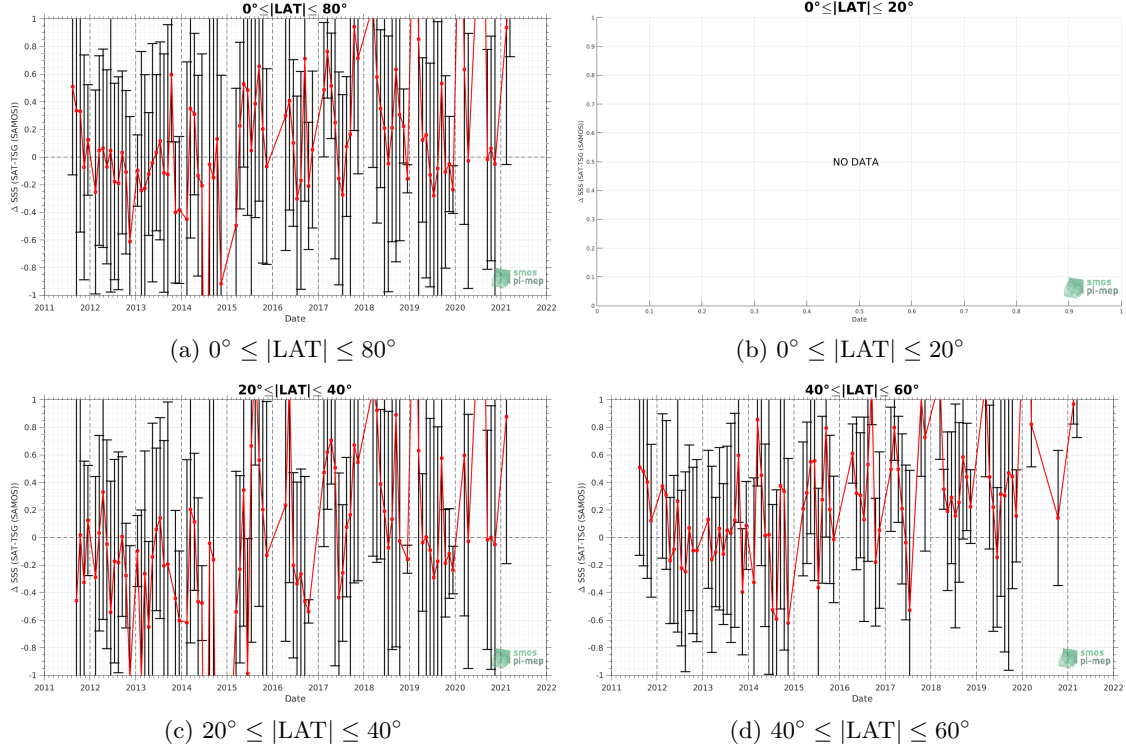 0°≤|LAT|≤ 80°
Δ SSS (SAT-TSG (SAMOS))
1
0.8
0.6
0.4
0.2
0
-0.2
-0.4
-0.6
-0.8
-1
2011 2012 2013 2014 2015 2016 2017 2018 2019 2020 2021 2022
Date
smos
pi-mep
(a) 0° ≤ |LAT| ≤ 80°
0°≤|LAT|≤ 20°
Δ SSS (SAT-TSG (SAMOS))
1
0.9
0.8
0.7
0.6
0.5
0.4
0.3
0.2
0.1
0
NO DATA
0 0.1 0.2 0.3 0.4 0.5 0.6 0.7 0.8 0.9 1
Date
smos
pi-mep
(b) 0° ≤ |LAT| ≤ 20°
20°≤|LAT|≤ 40°
Δ SSS (SAT-TSG (SAMOS))
1
0.8
0.6
0.4
0.2
0
-0.2
-0.4
-0.6
-0.8
-1
2011 2012 2013 2014 2015 2016 2017 2018 2019 2020 2021 2022
Date
smos
pi-mep
(c) 20° ≤ |LAT| ≤ 40°
40°≤|LAT|≤ 60°
Δ SSS (SAT-TSG (SAMOS))
1
0.8
0.6
0.4
0.2
0
-0.2
-0.4
-0.6
-0.8
-1
2011 2012 2013 2014 2015 2016 2017 2018 2019 2020 2021 2022
Date
smos
pi-mep
(d) 40° ≤ |LAT| ≤ 60°